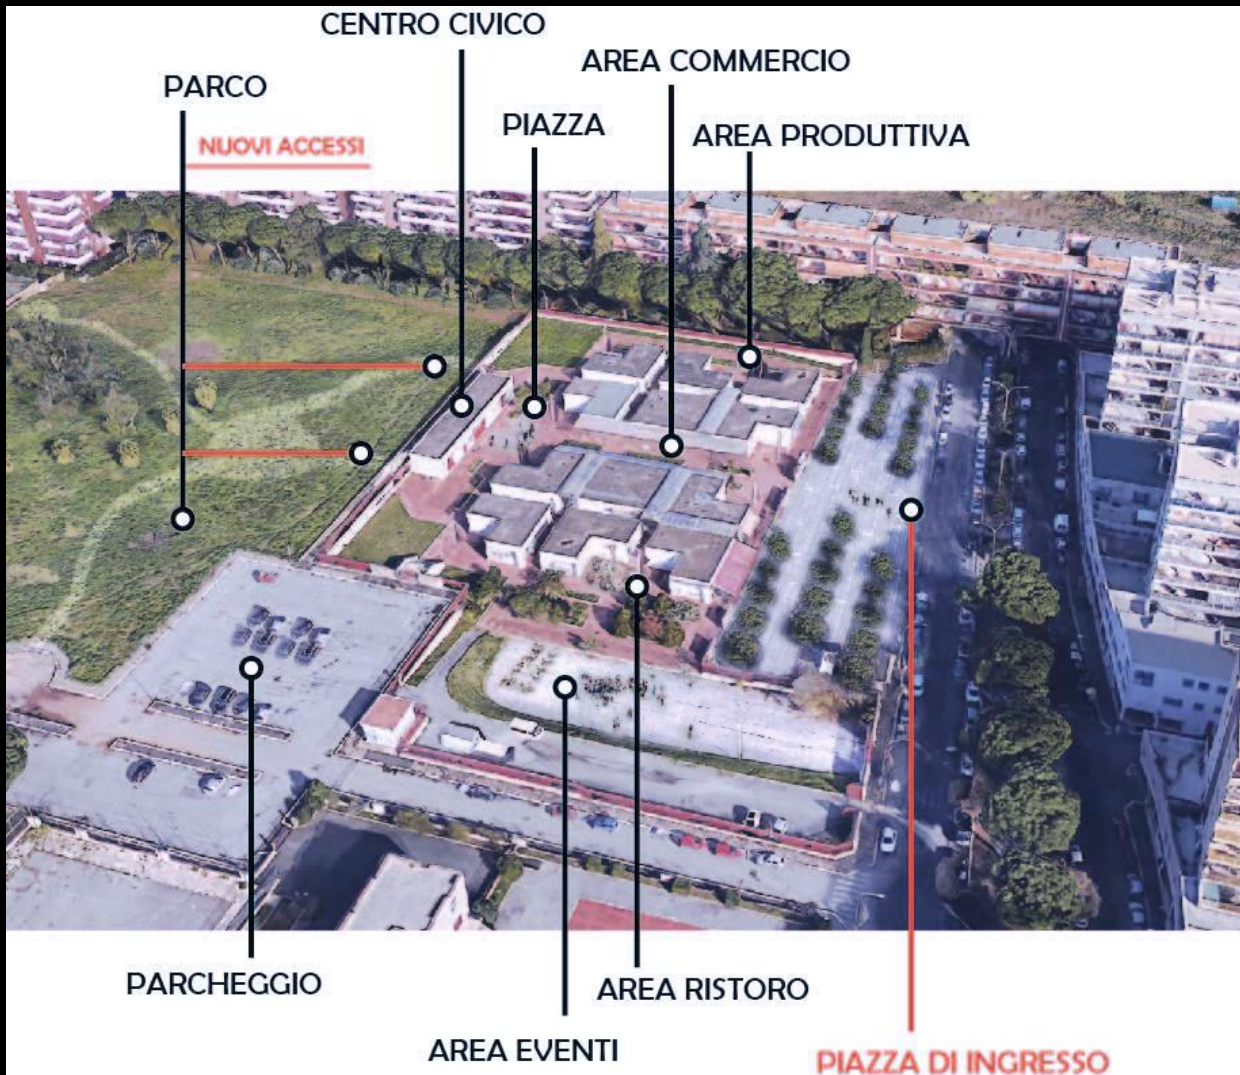 CENTRO CIVICO
AREA COMMERCIO
PARCO
PIAZZA
AREA PRODUTTIVA
NUOVI ACCESSI
PARCHEGGIO
AREA RISTORO
AREA EVENTI
PIAZZA DI INGRESSO